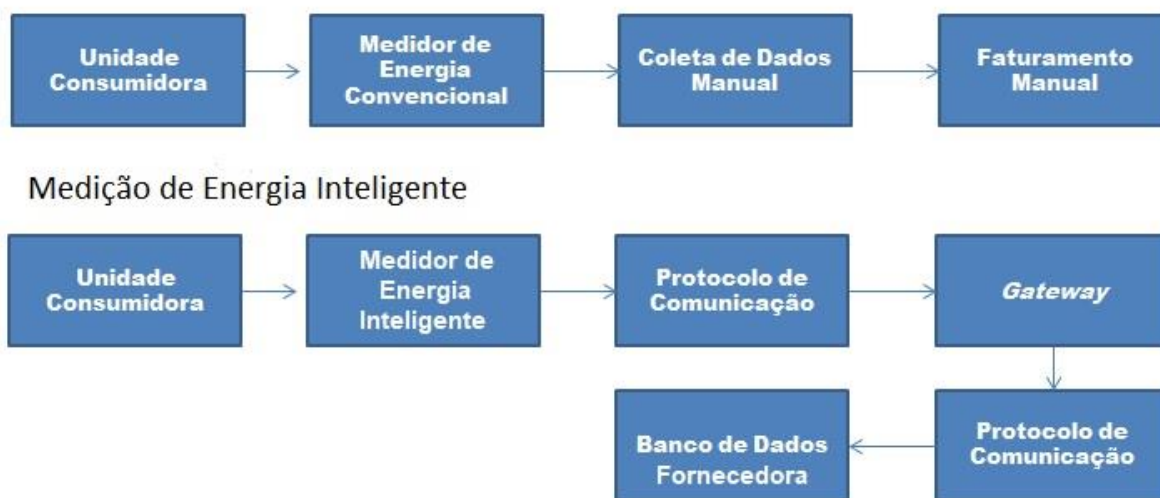 Unidade
Consumidora
Medidor de
Energia
Convencional
Coleta de Dados
Manual
Faturamento
Manual
Medição de Energia Inteligente
Unidade
Consumidora
Medidor de
Energia
Inteligente
Protocolo de
Comunicação
Gateway
Protocolo de
Comunicação
Banco de Dados
Fornecedora